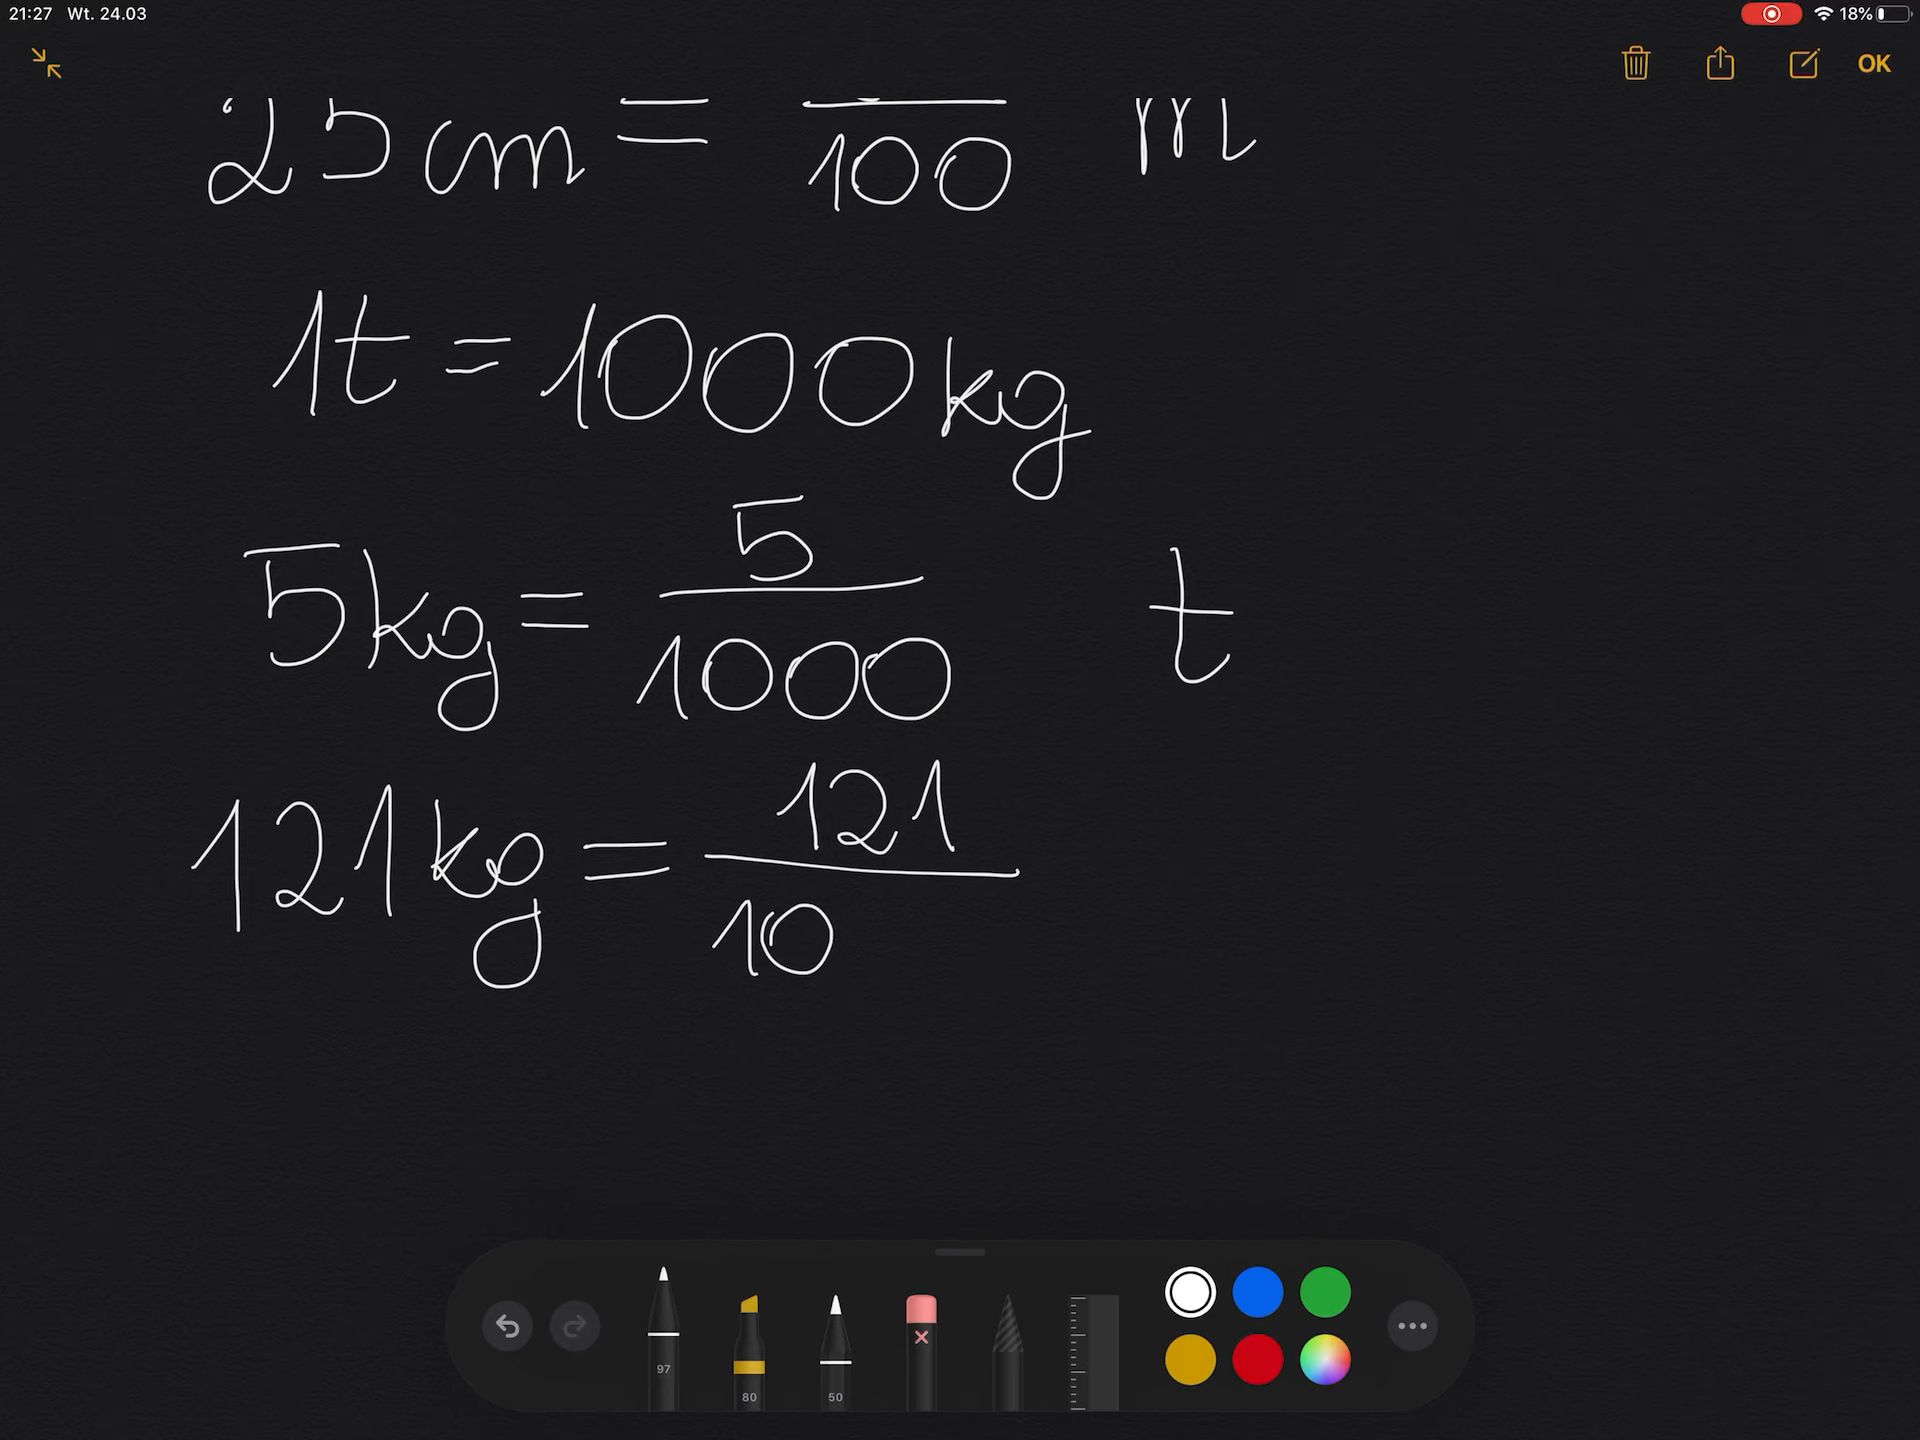 21:27 Wt. 24.03 18%
OK
25 cm = ── / 100 m
1t = 1000 kg
5 kg = 5/1000 t
121 kg = 121/10
97 80 50